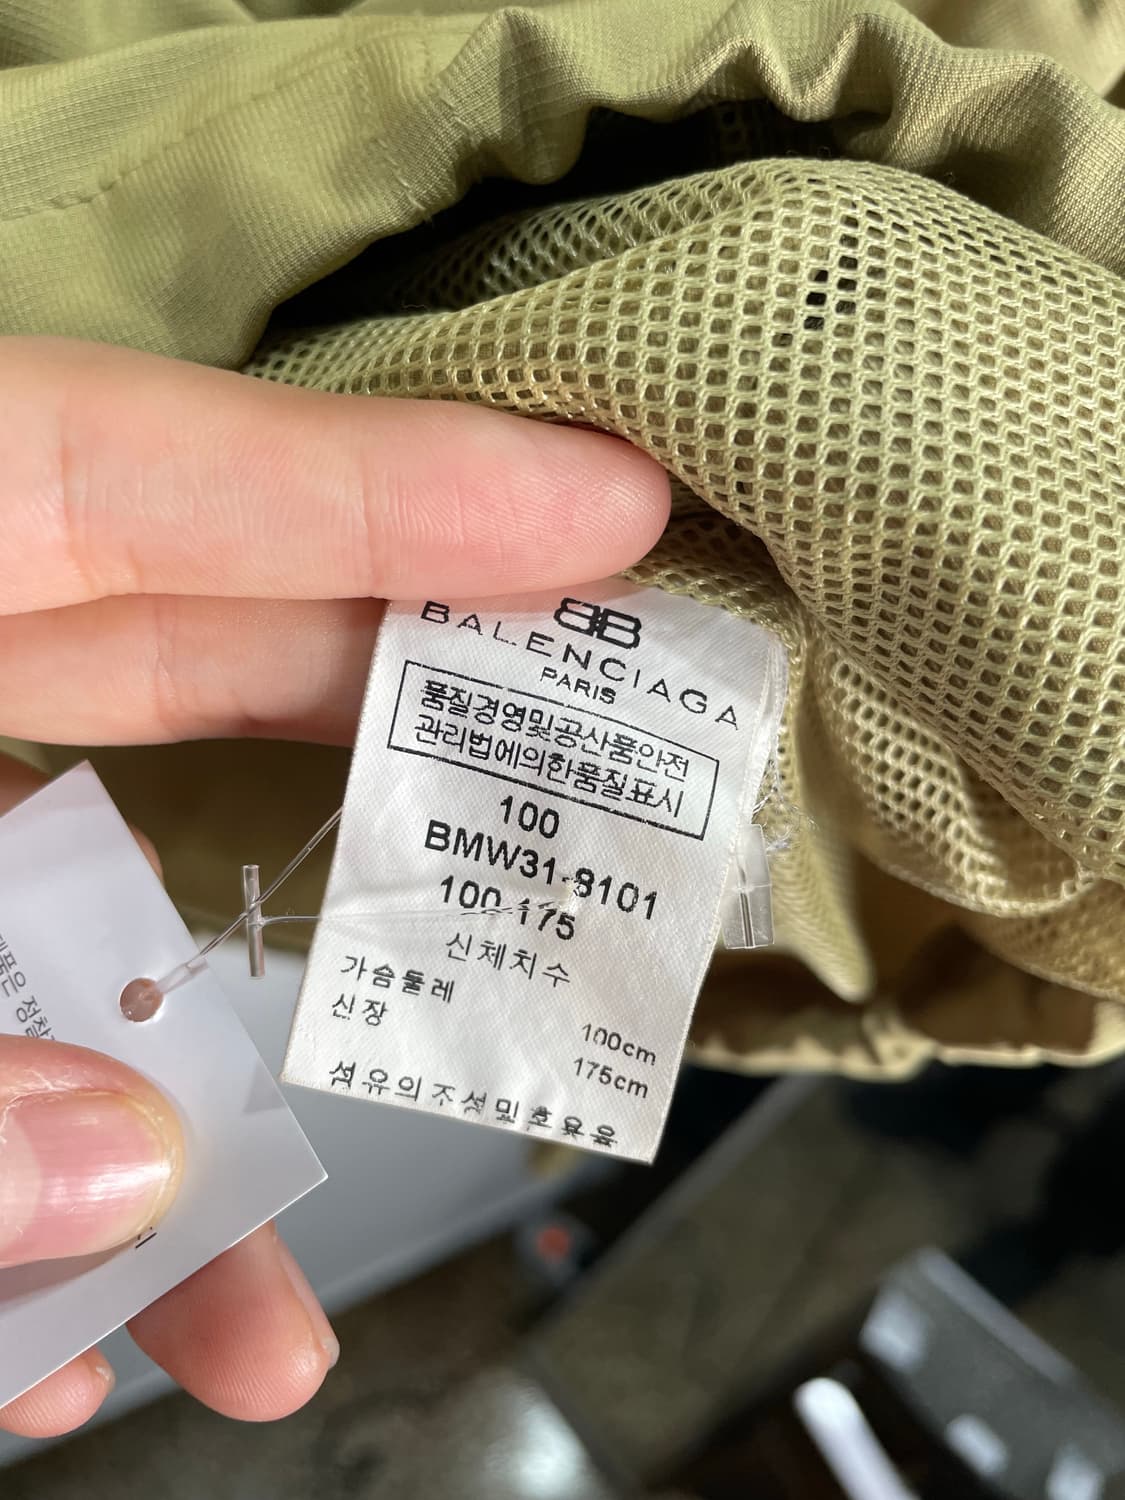 BB
BALENCIAGA
PARIS
품질경영및공산품안전
관리법에의한품질표시
100
BMW31-8101
100-175
신체치수
가슴둘레 100cm
신장 175cm
섬유의조성및혼용율